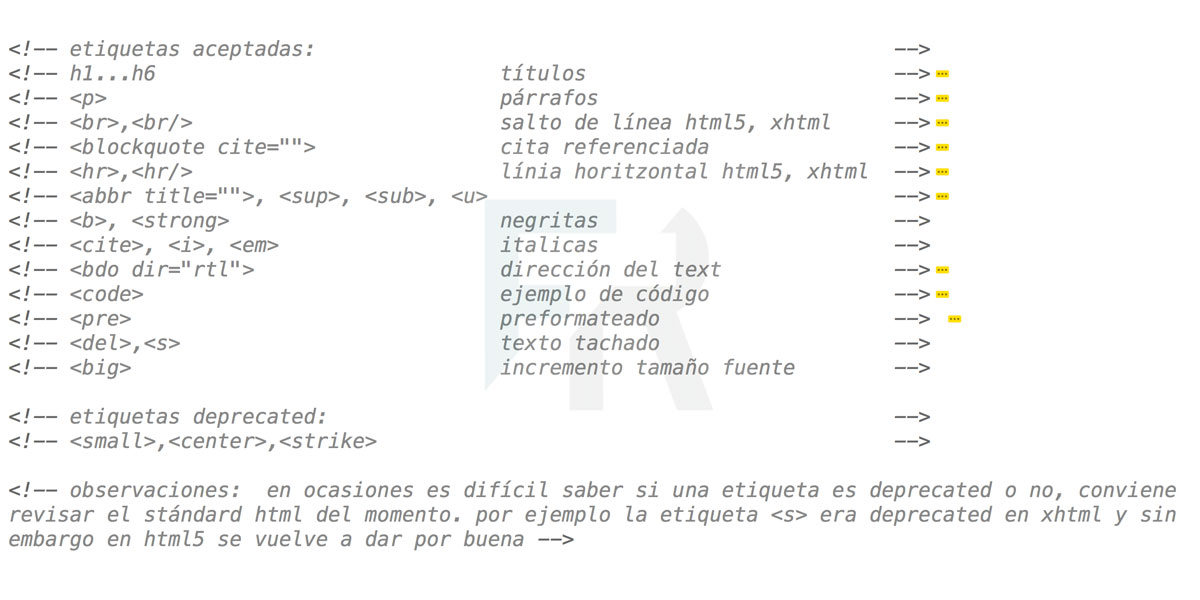 <!-- etiquetas aceptadas: -->
<!-- h1...h6 títulos -->
<!-- <p> párrafos -->
<!-- <br>,<br/> salto de línea html5, xhtml -->
<!-- <blockquote cite=""> cita referenciada -->
<!-- <hr>,<hr/> línia horitzontal html5, xhtml -->
<!-- <abbr title="">, <sup>, <sub>, <u> -->
<!-- <b>, <strong> negritas -->
<!-- <cite>, <i>, <em> italicas -->
<!-- <bdo dir="rtl"> dirección del text -->
<!-- <code> ejemplo de código -->
<!-- <pre> preformateado -->
<!-- <del>,<s> texto tachado -->
<!-- <big> incremento tamaño fuente -->
<!-- etiquetas deprecated: -->
<!-- <small>,<center>,<strike> -->
<!-- observaciones:  en ocasiones es difícil saber si una etiqueta es deprecated o no, conviene
revisar el stándard html del momento. por ejemplo la etiqueta <s> era deprecated en xhtml y sin
embargo en html5 se vuelve a dar por buena -->